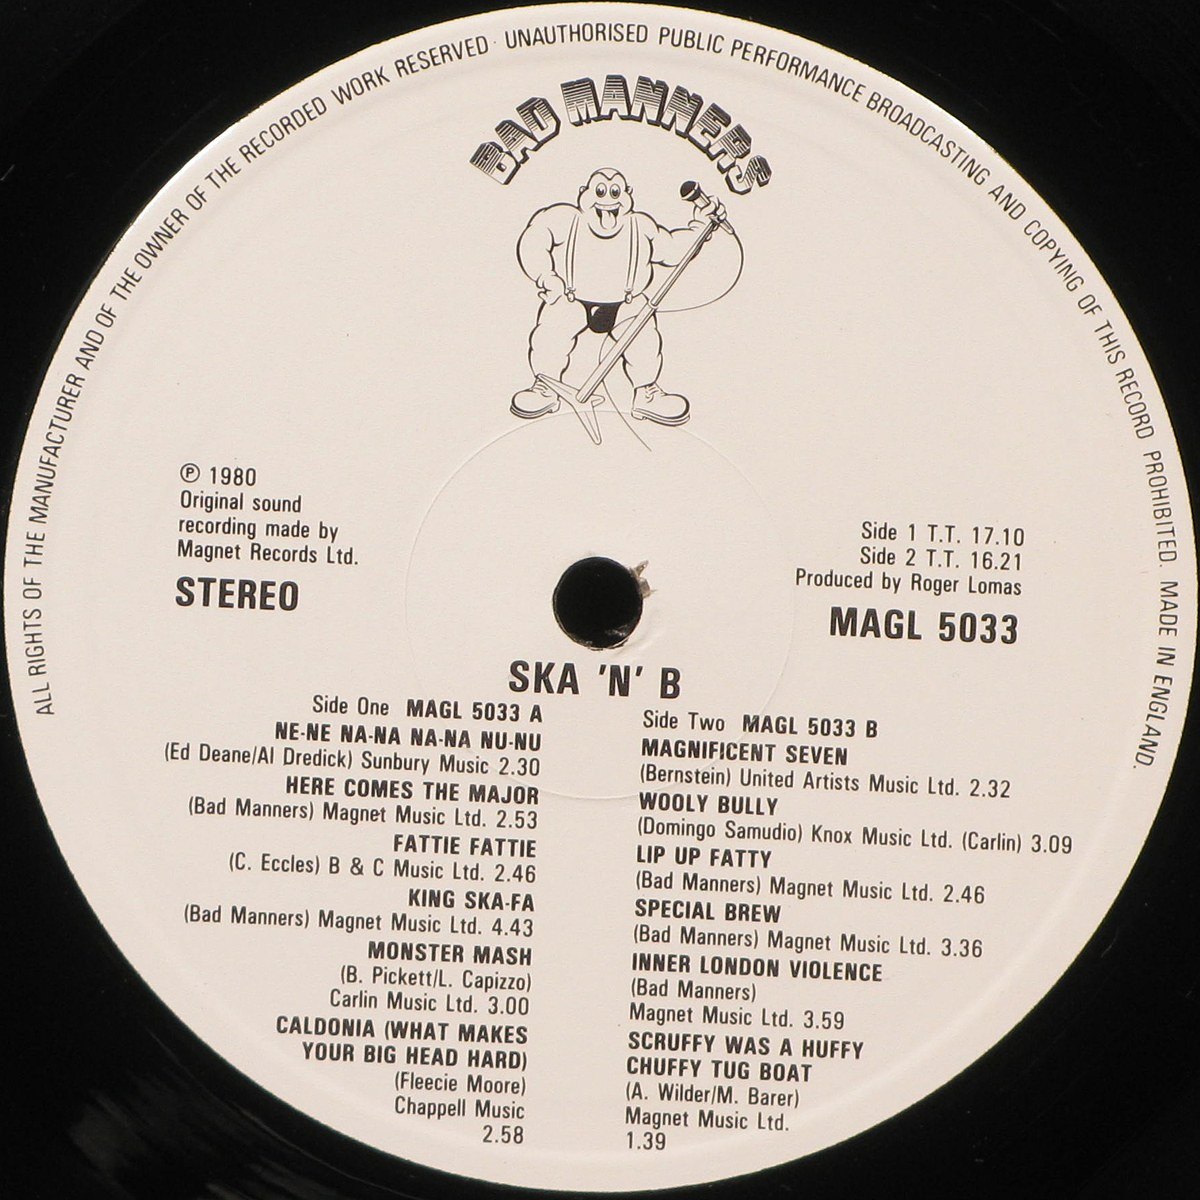 ALL RIGHTS OF THE MANUFACTURER AND OF THE OWNER OF THE RECORDED WORK RESERVED · UNAUTHORISED PUBLIC PERFORMANCE BROADCASTING AND COPYING OF THIS RECORD PROHIBITED. MADE IN ENGLAND.
BAD MANNERS
℗ 1980
Original sound
recording made by
Magnet Records Ltd.
STEREO
Side 1 T.T. 17.10
Side 2 T.T. 16.21
Produced by Roger Lomas
MAGL 5033
SKA 'N' B
Side One MAGL 5033 A
NE-NE NA-NA NA-NA NU-NU
(Ed Deane/Al Dredick) Sunbury Music 2.30
HERE COMES THE MAJOR
(Bad Manners) Magnet Music Ltd. 2.53
FATTIE FATTIE
(C. Eccles) B & C Music Ltd. 2.46
KING SKA-FA
(Bad Manners) Magnet Music Ltd. 4.43
MONSTER MASH
(B. Pickett/L. Capizzo)
Carlin Music Ltd. 3.00
CALDONIA (WHAT MAKES
YOUR BIG HEAD HARD)
(Fleecie Moore)
Chappell Music
2.58
Side Two MAGL 5033 B
MAGNIFICENT SEVEN
(Bernstein) United Artists Music Ltd. 2.32
WOOLY BULLY
(Domingo Samudio) Knox Music Ltd. (Carlin) 3.09
LIP UP FATTY
(Bad Manners) Magnet Music Ltd. 2.46
SPECIAL BREW
(Bad Manners) Magnet Music Ltd. 3.36
INNER LONDON VIOLENCE
(Bad Manners)
Magnet Music Ltd. 3.59
SCRUFFY WAS A HUFFY
CHUFFY TUG BOAT
(A. Wilder/M. Barer)
Magnet Music Ltd.
1.39